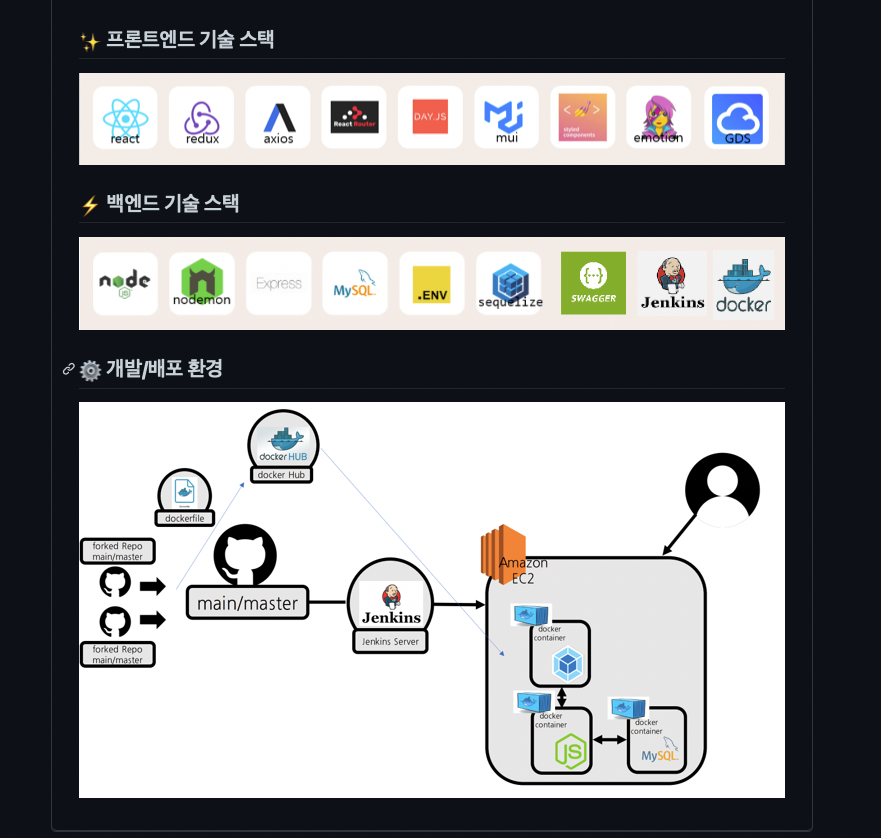 ✨ 프론트엔드 기술 스택
react
redux
axios
React Router
DAY.JS
mui
styled
components
emotion
GDS
⚡ 백엔드 기술 스택
node
JS
nodemon
Express
MySQL
.ENV
sequelize
SWAGGER
Jenkins
docker
⚙️ 개발/배포 환경
docker HUB
docker Hub
dockerfile
forked Repo
main/master
main/master
forked Repo
main/master
Jenkins
Jenkins Server
Amazon
EC2
docker
container
docker
container
JS
docker
container
MySQL